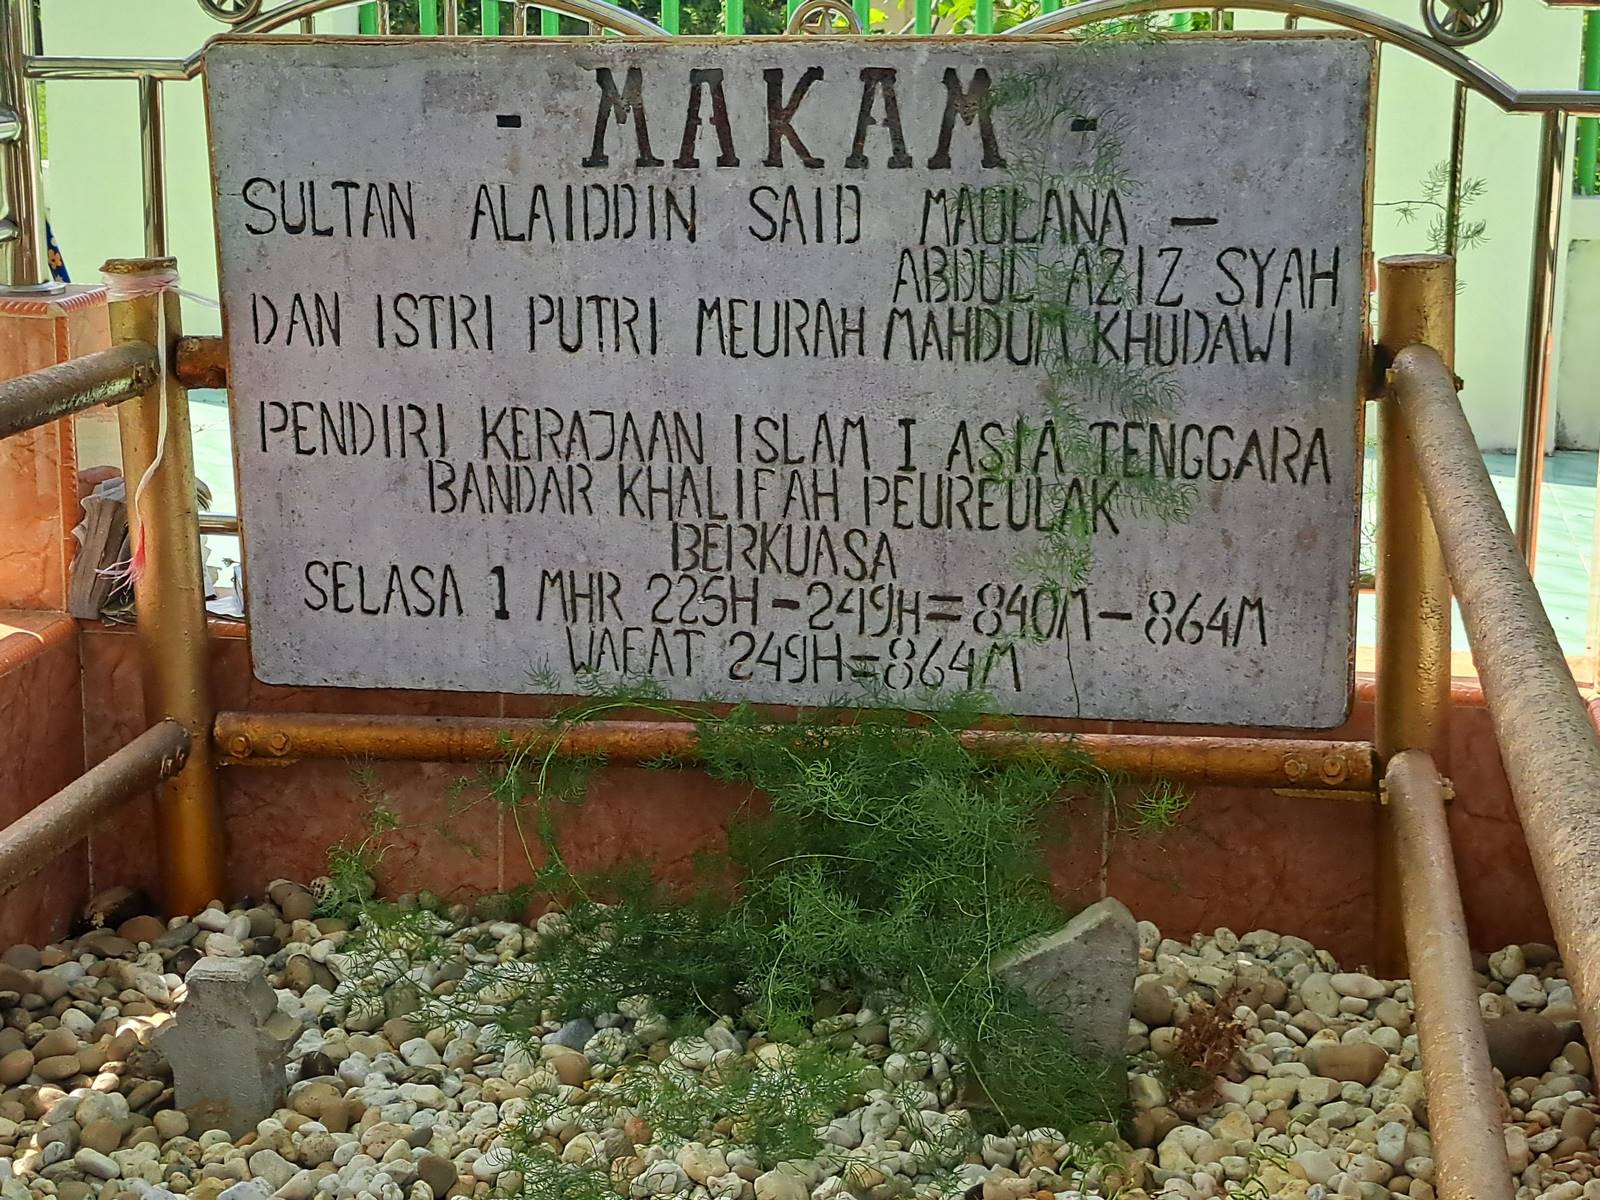 - MAKAM -
SULTAN ALAIDDIN SAID MAULANA -
ABDUL AZIZ SYAH
DAN ISTRI PUTRI MEURAH MAHDUM KHUDAWI
PENDIRI KERAJAAN ISLAM I ASIA TENGGARA
BANDAR KHALIFAH PEUREULAK
BERKUASA
SELASA 1 MHR 225H - 249H = 840M - 864M
WAFAT 249H = 864M